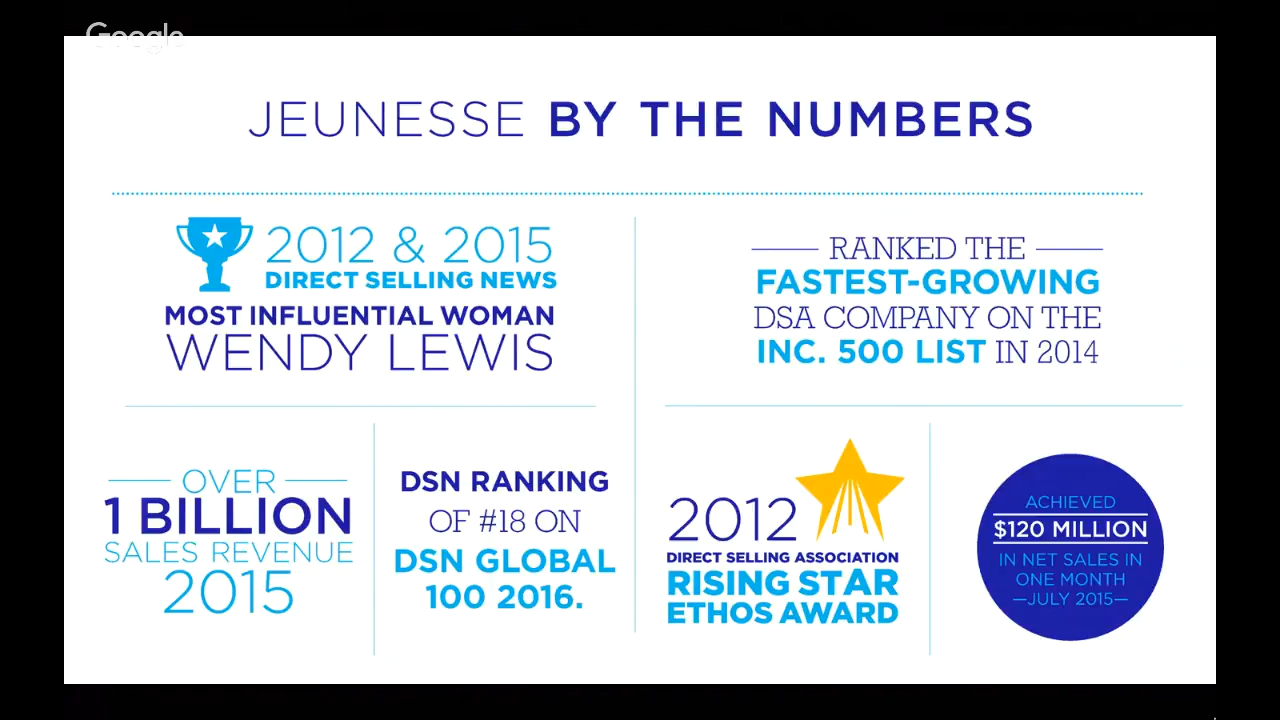 Google
JEUNESSE BY THE NUMBERS
2012 & 2015
DIRECT SELLING NEWS
MOST INFLUENTIAL WOMAN
WENDY LEWIS
RANKED THE
FASTEST-GROWING
DSA COMPANY ON THE
INC. 500 LIST IN 2014
OVER
1 BILLION
SALES REVENUE
2015
DSN RANKING
OF #18 ON
DSN GLOBAL
100 2016.
2012
DIRECT SELLING ASSOCIATION
RISING STAR
ETHOS AWARD
ACHIEVED
$120 MILLION
IN NET SALES IN
ONE MONTH
—JULY 2015—